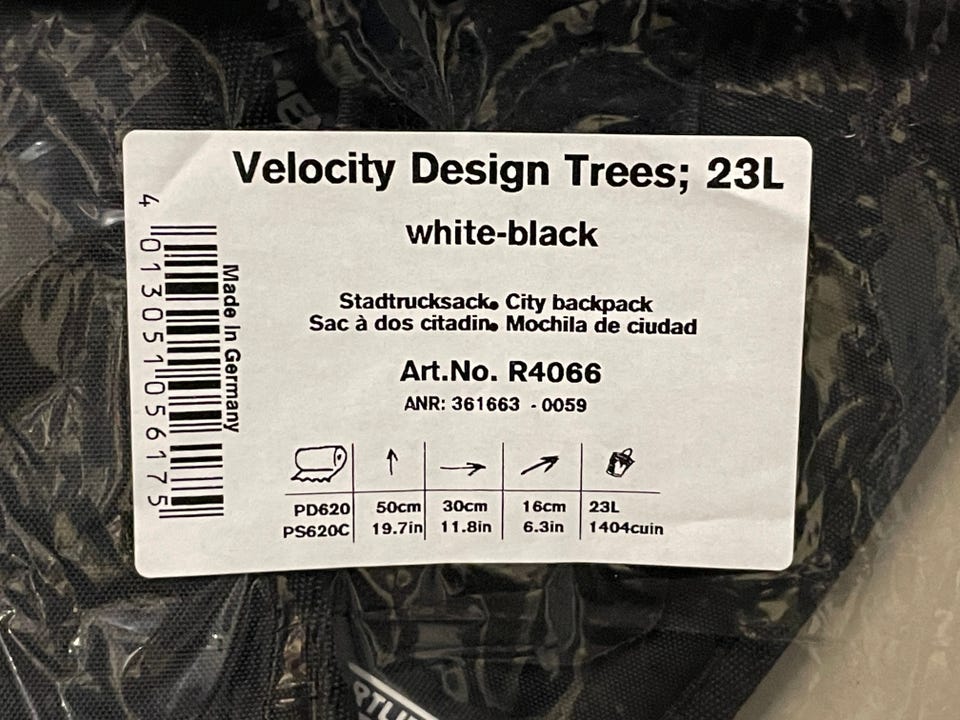 Velocity Design Trees; 23L
white-black
Stadtrucksack• City backpack
Sac à dos citadin• Mochila de ciudad
Art.No. R4066
ANR: 361663 - 0059
PD620 50cm 30cm 16cm 23L
PS620C 19.7in 11.8in 6.3in 1404cuin
Made In Germany
4 013051 056175